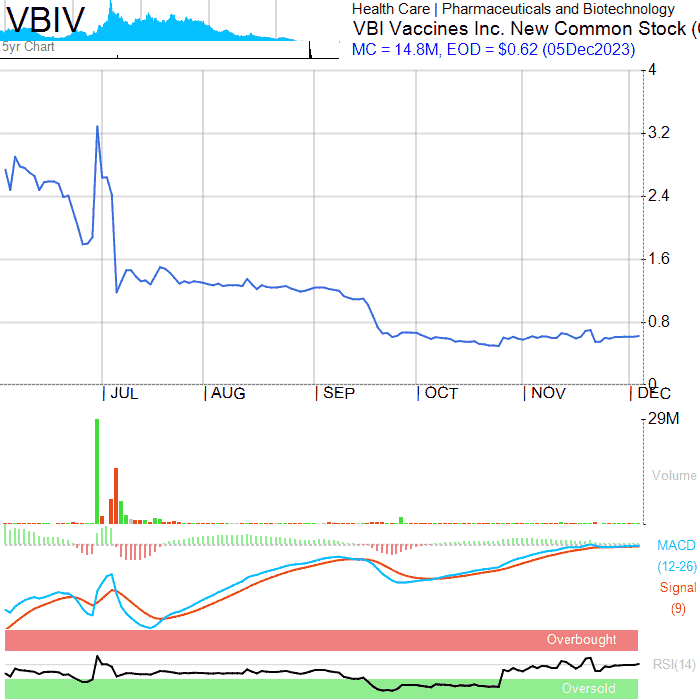 VBIV
5yr Chart
Health Care | Pharmaceuticals and Biotechnology
VBI Vaccines Inc. New Common Stock (
MC = 14.8M, EOD = $0.62 (05Dec2023)
4
3.2
2.4
1.6
0.8
0
| JUL | AUG | SEP | OCT | NOV | DEC
29M
Volume
MACD
(12-26)
Signal
(9)
Overbought
RSI(14)
Oversold